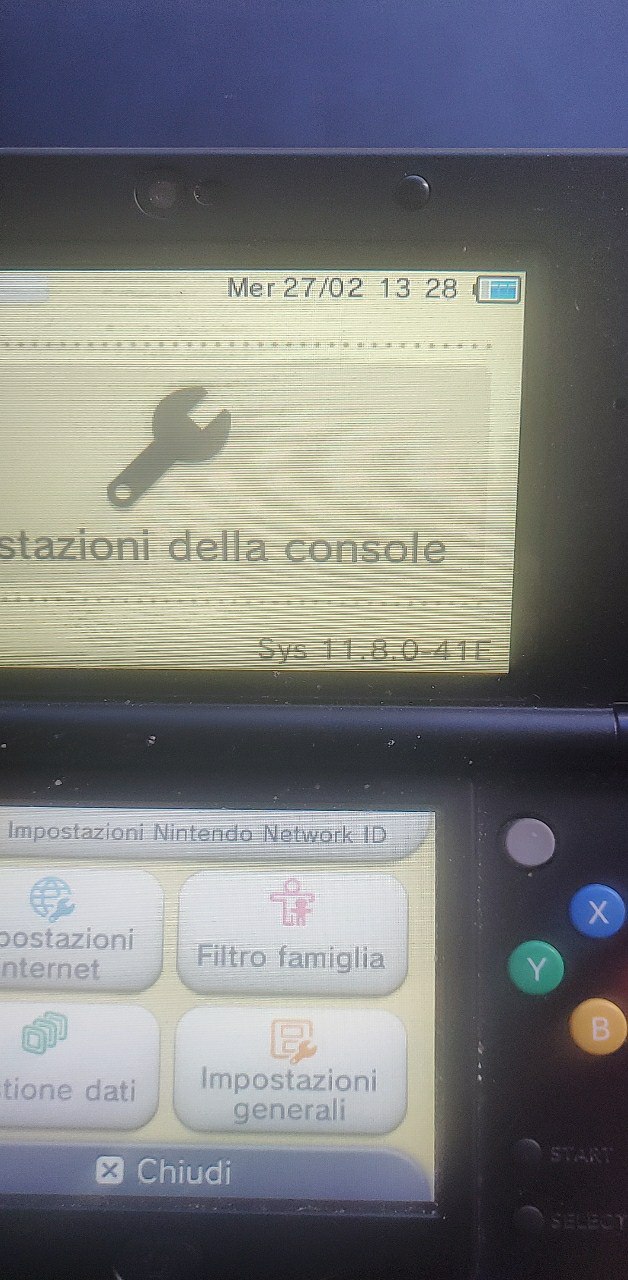 Mer 27/02 13 28
stazioni della console
Sys 11.8.0-41E
Impostazioni Nintendo Network ID
postazioni
nternet
Filtro famiglia
tione dati
Impostazioni
generali
Chiudi
X
Y
B
START
SELECT